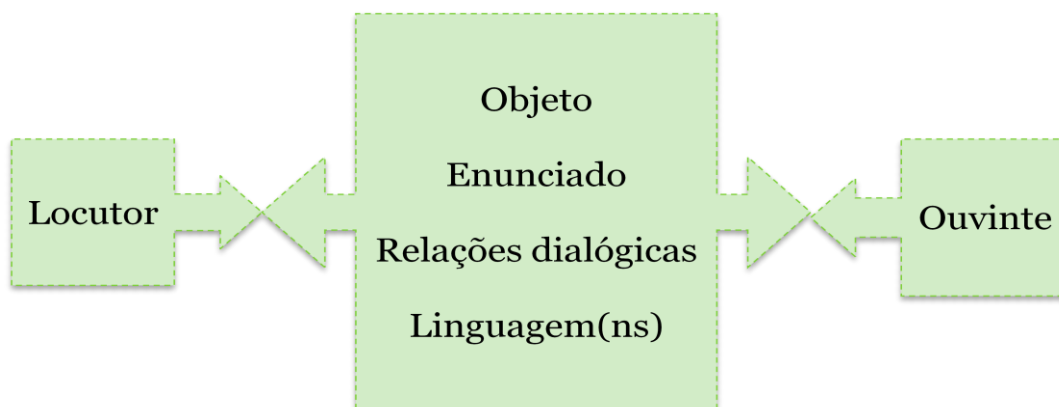 Locutor
Objeto
Enunciado
Relações dialógicas
Linguagem(ns)
Ouvinte